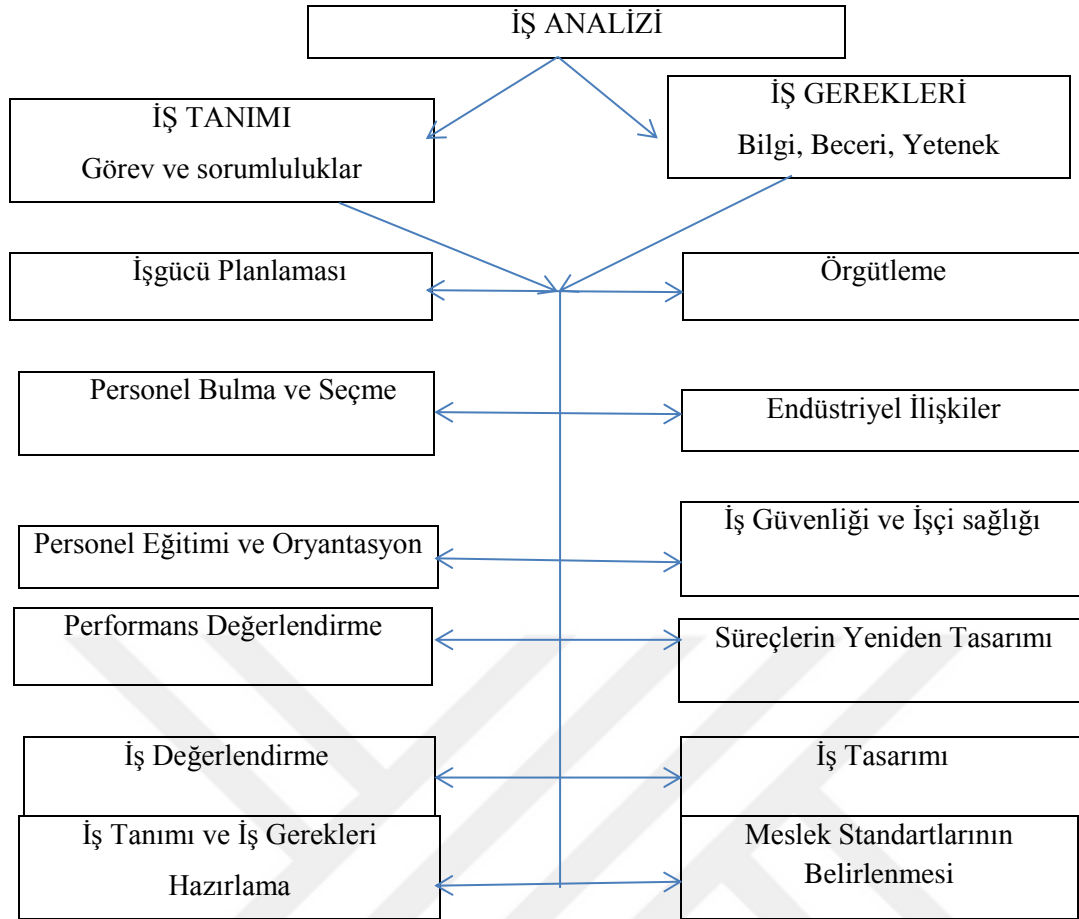 İŞ ANALİZİ
İŞ TANIMI
Görev ve sorumluluklar
İŞ GEREKLERİ
Bilgi, Beceri, Yetenek
İşgücü Planlaması
Örgütleme
Personel Bulma ve Seçme
Endüstriyel İlişkiler
Personel Eğitimi ve Oryantasyon
İş Güvenliği ve İşçi sağlığı
Performans Değerlendirme
Süreçlerin Yeniden Tasarımı
İş Değerlendirme
İş Tasarımı
İş Tanımı ve İş Gerekleri
Hazırlama
Meslek Standartlarının
Belirlenmesi